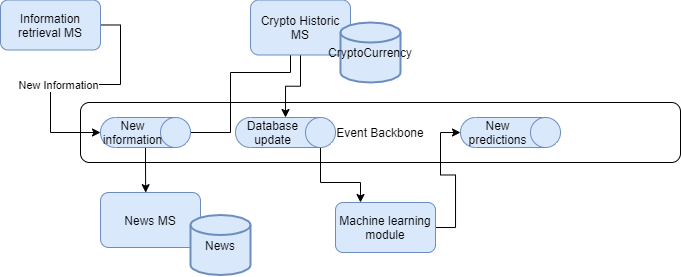 Information
retrieval MS
Crypto Historic
MS
CryptoCurrency
New Information
New
information
Database
update
Event Backbone
New
predictions
News MS
News
Machine learning
module